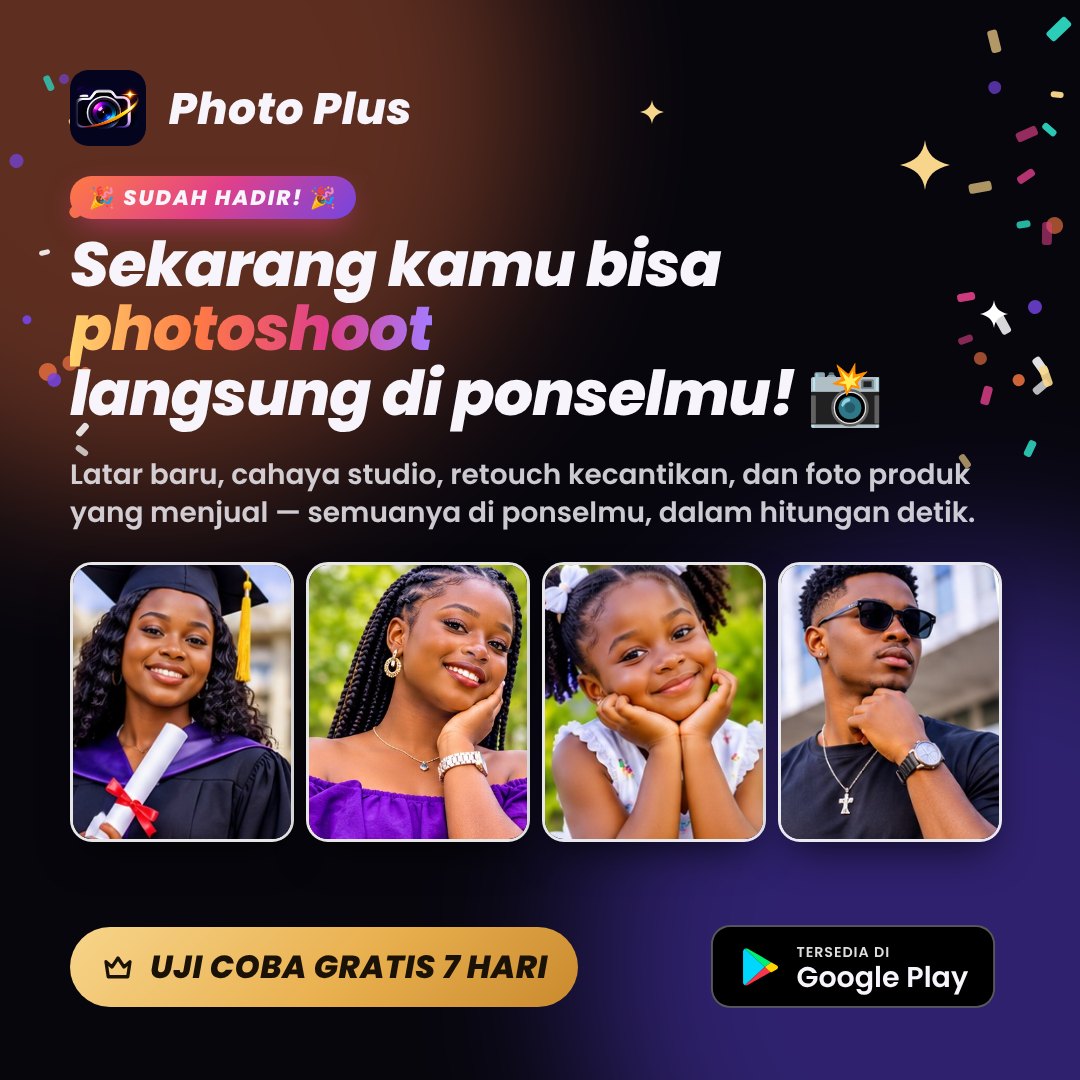 Photo Plus
🎉 SUDAH HADIR! 🎉
Sekarang kamu bisa
photoshoot
langsung di ponselmu! 📸
Latar baru, cahaya studio, retouch kecantikan, dan foto produk
yang menjual — semuanya di ponselmu, dalam hitungan detik.
UJI COBA GRATIS 7 HARI
TERSEDIA DI
Google Play